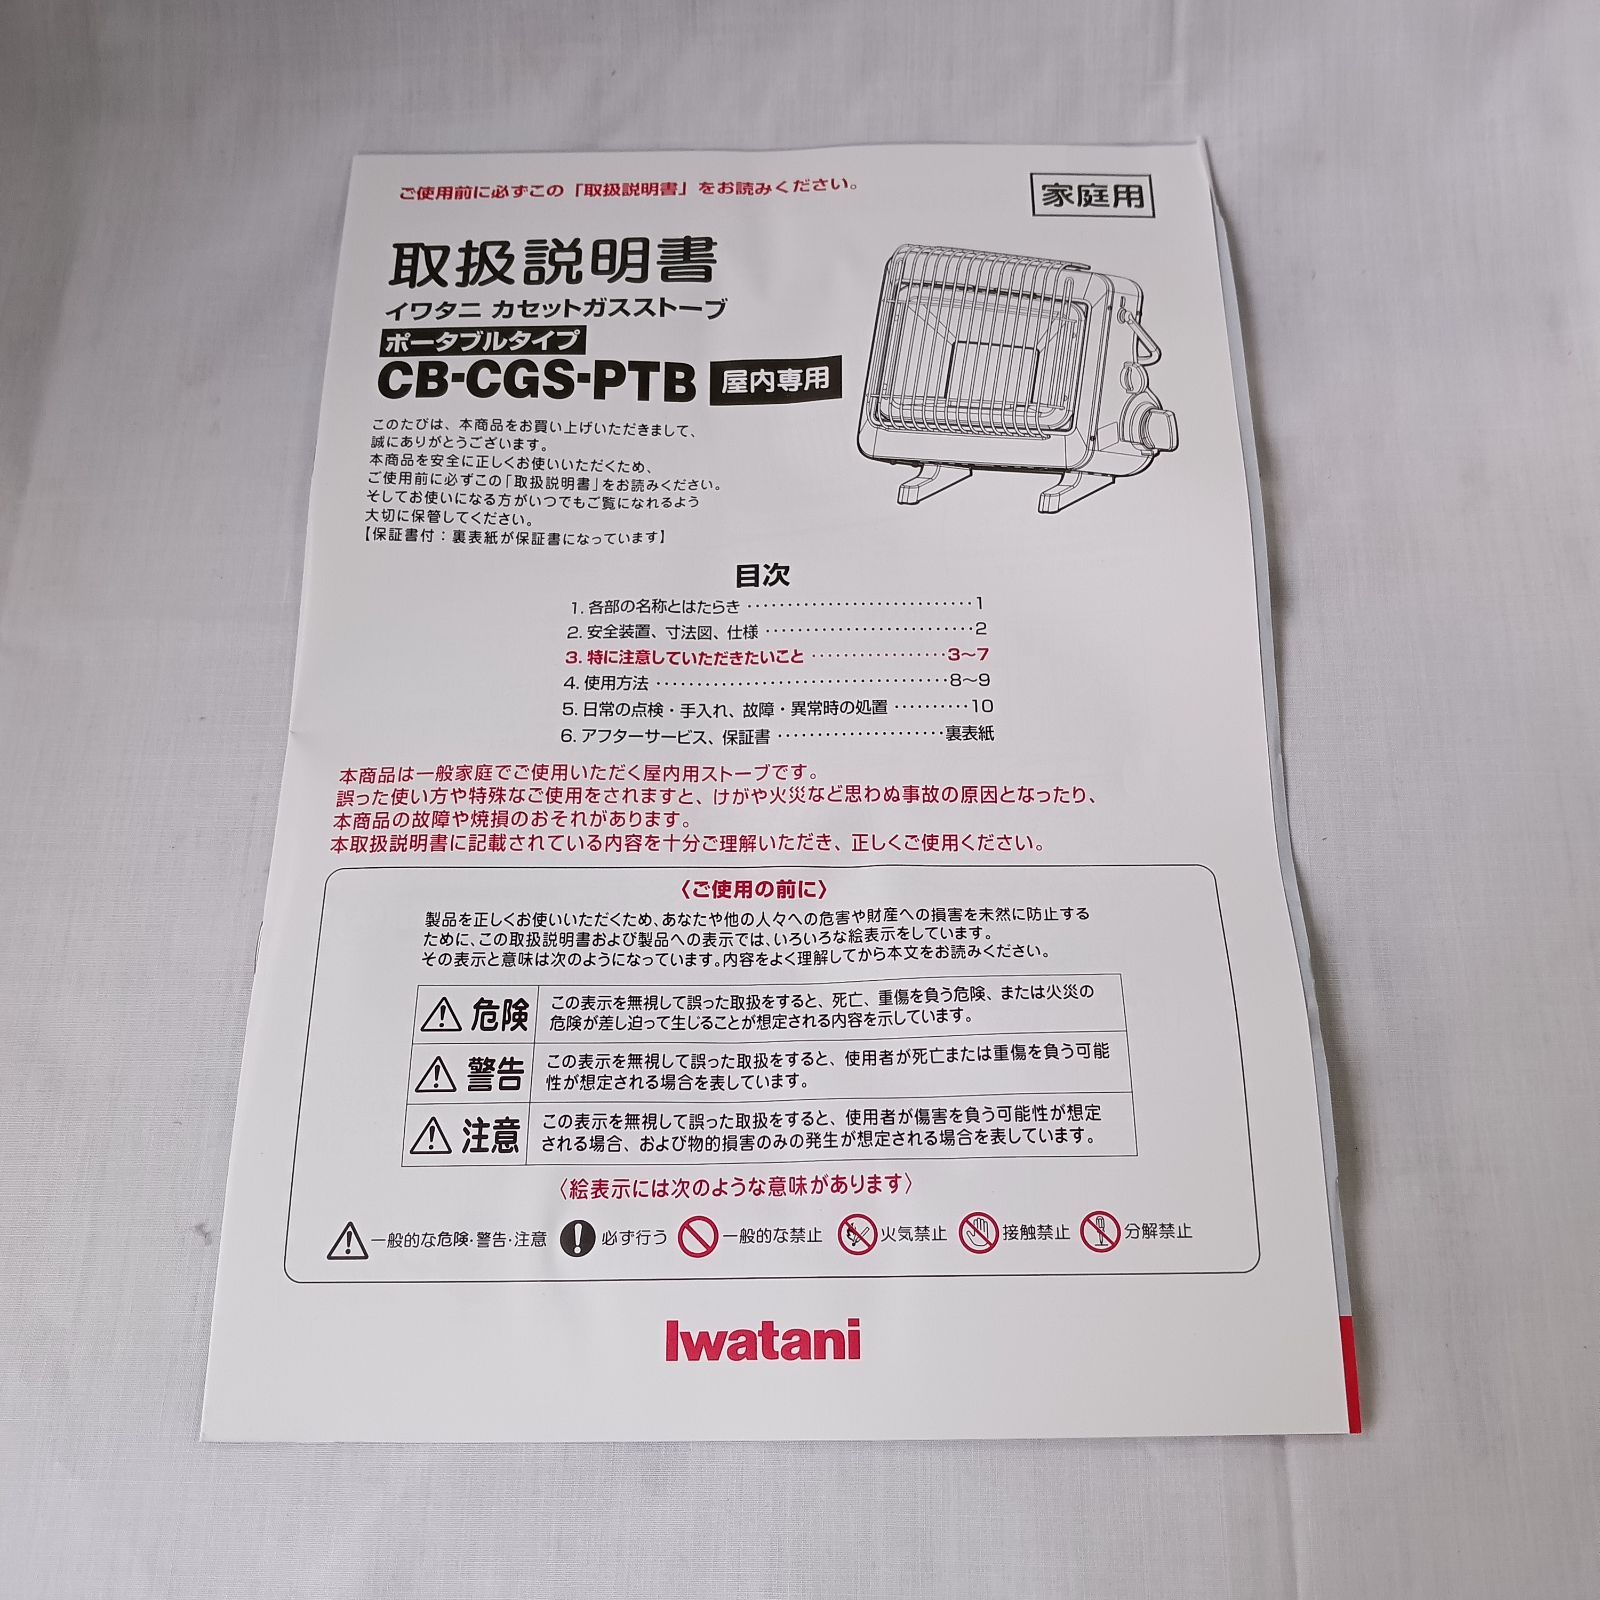 ご使用前に必ずこの「取扱説明書」をお読みください。
家庭用
取扱説明書
イワタニ カセットガスストーブ
ポータブルタイプ
CB-CGS-PTB 屋内専用
このたびは、本商品をお買い上げいただきまして、
誠にありがとうございます。
本商品を安全に正しくお使いいただくため、
ご使用前に必ずこの「取扱説明書」をお読みください。
そしてお使いになる方がいつでもご覧になれるよう
大切に保管してください。
【保証書付：裏表紙が保証書になっています】
目次
1. 各部の名称とはたらき ････････････････････････････ 1
2. 安全装置、寸法図、仕様 ･･････････････････････････ 2
3. 特に注意していただきたいこと ･････････････････ 3～7
4. 使用方法 ････････････････････････････････････ 8～9
5. 日常の点検・手入れ、故障・異常時の処置 ･･････････ 10
6. アフターサービス、保証書 ･････････････････････ 裏表紙
本商品は一般家庭でご使用いただく屋内用ストーブです。
誤った使い方や特殊なご使用をされますと、けがや火災など思わぬ事故の原因となったり、
本商品の故障や焼損のおそれがあります。
本取扱説明書に記載されている内容を十分ご理解いただき、正しくご使用ください。
〈ご使用の前に〉
製品を正しくお使いいただくため、あなたや他の人々への危害や財産への損害を未然に防止する
ために、この取扱説明書および製品への表示では、いろいろな絵表示をしています。
その表示と意味は次のようになっています。内容をよく理解してから本文をお読みください。
⚠ 危険 この表示を無視して誤った取扱をすると、死亡、重傷を負う危険、または火災の
危険が差し迫って生じることが想定される内容を示しています。
⚠ 警告 この表示を無視して誤った取扱をすると、使用者が死亡または重傷を負う可能
性が想定される場合を表しています。
⚠ 注意 この表示を無視して誤った取扱をすると、使用者が傷害を負う可能性が想定
される場合、および物的損害のみの発生が想定される場合を表しています。
〈絵表示には次のような意味があります〉
一般的な危険・警告・注意 必ず行う 一般的な禁止 火気禁止 接触禁止 分解禁止
Iwatani